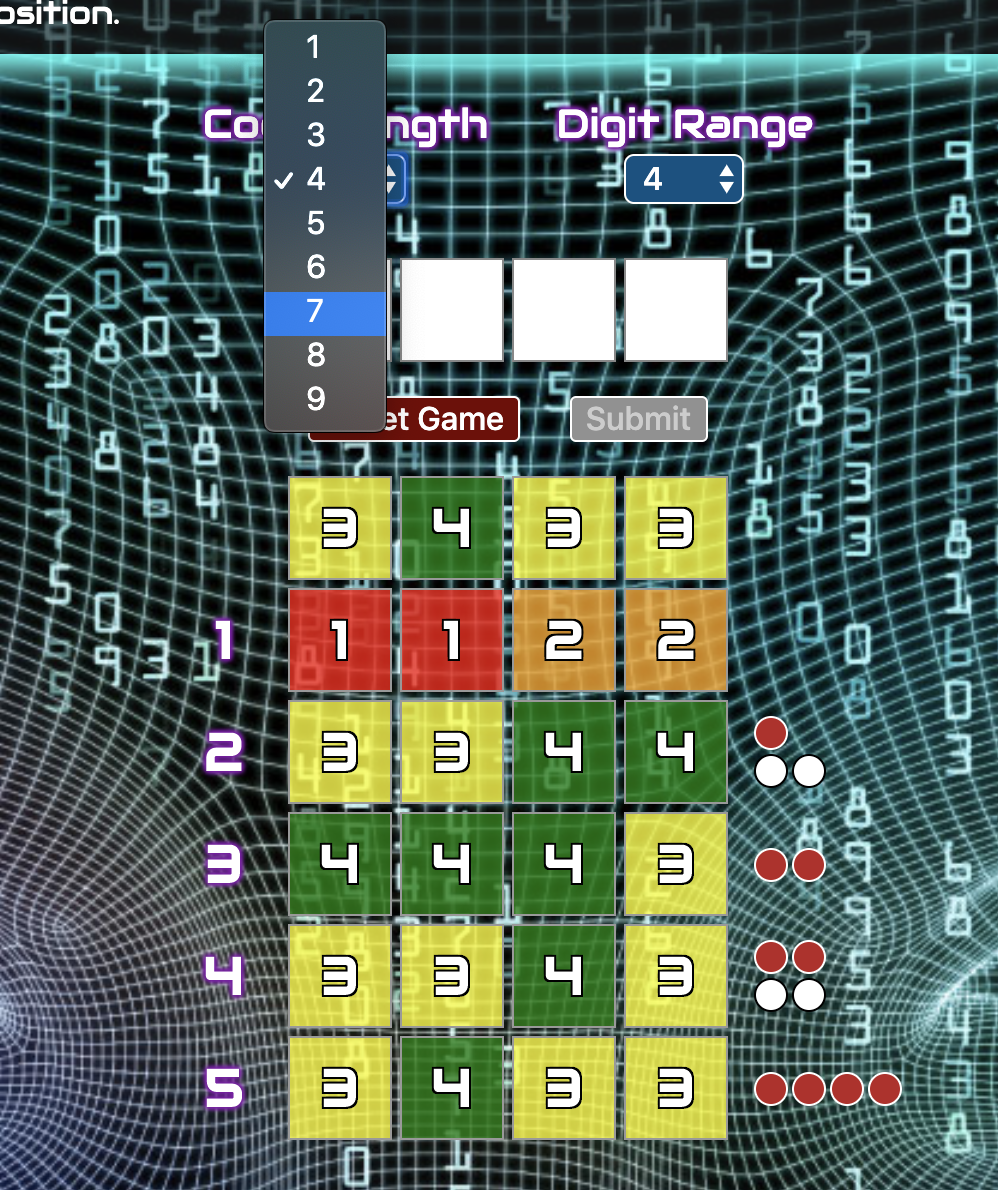 osition.
1
2
3
✓ 4
5
6
7
8
9
Co ngth
Digit Range
4
et Game
Submit
3 4 3 3
1 1 1 2 2
2 3 3 4 4
3 4 4 4 3
4 3 3 4 3
5 3 4 3 3